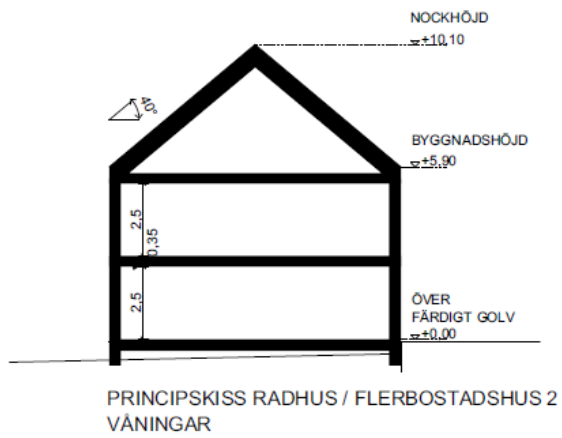 NOCKHÖJD
+10,10
40°
BYGGNADSHÖJD
+5,90
2,5
0,35
2,5
ÖVER
FÄRDIGT GOLV
+0,00
PRINCIPSKISS RADHUS / FLERBOSTADSHUS 2
VÅNINGAR